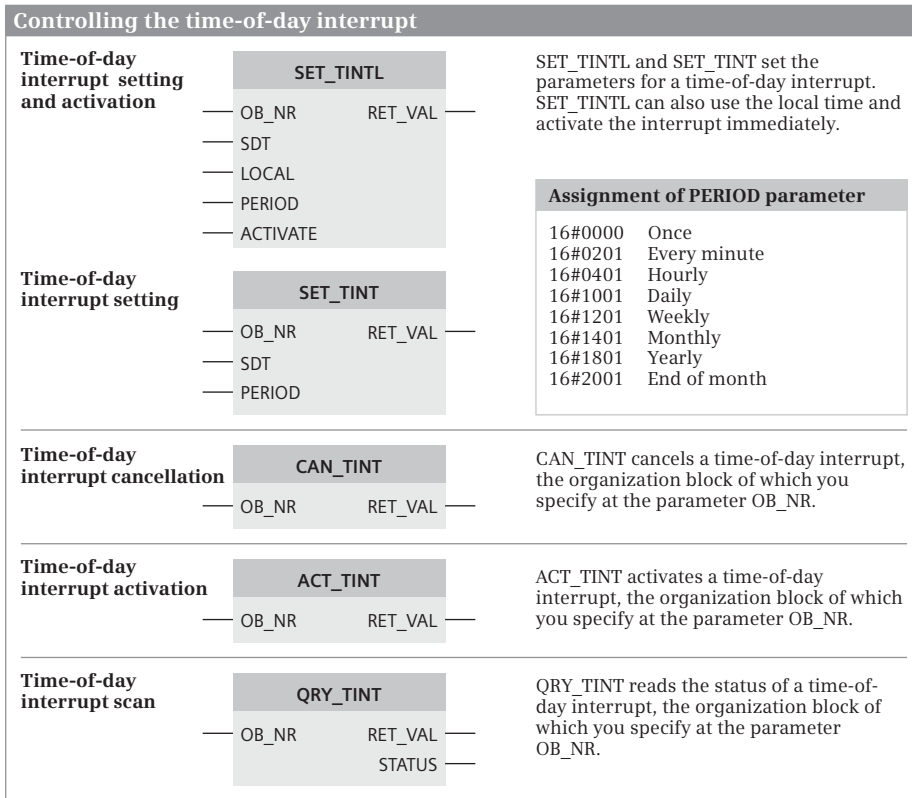 Controlling the time-of-day interrupt
Time-of-day
interrupt setting
and activation
SET_TINTL
OB_NR RET_VAL
SDT
LOCAL
PERIOD
ACTIVATE
SET_TINTL and SET_TINT set the
parameters for a time-of-day interrupt.
SET_TINTL can also use the local time and
activate the interrupt immediately.
Assignment of PERIOD parameter
16#0000 Once
16#0201 Every minute
16#0401 Hourly
16#1001 Daily
16#1201 Weekly
16#1401 Monthly
16#1801 Yearly
16#2001 End of month
Time-of-day
interrupt setting
SET_TINT
OB_NR RET_VAL
SDT
PERIOD
Time-of-day
interrupt cancellation
CAN_TINT
OB_NR RET_VAL
CAN_TINT cancels a time-of-day interrupt,
the organization block of which you
specify at the parameter OB_NR.
Time-of-day
interrupt activation
ACT_TINT
OB_NR RET_VAL
ACT_TINT activates a time-of-day
interrupt, the organization block of which
you specify at the parameter OB_NR.
Time-of-day
interrupt scan
QRY_TINT
OB_NR RET_VAL
STATUS
QRY_TINT reads the status of a time-of-
day interrupt, the organization block of
which you specify at the parameter
OB_NR.